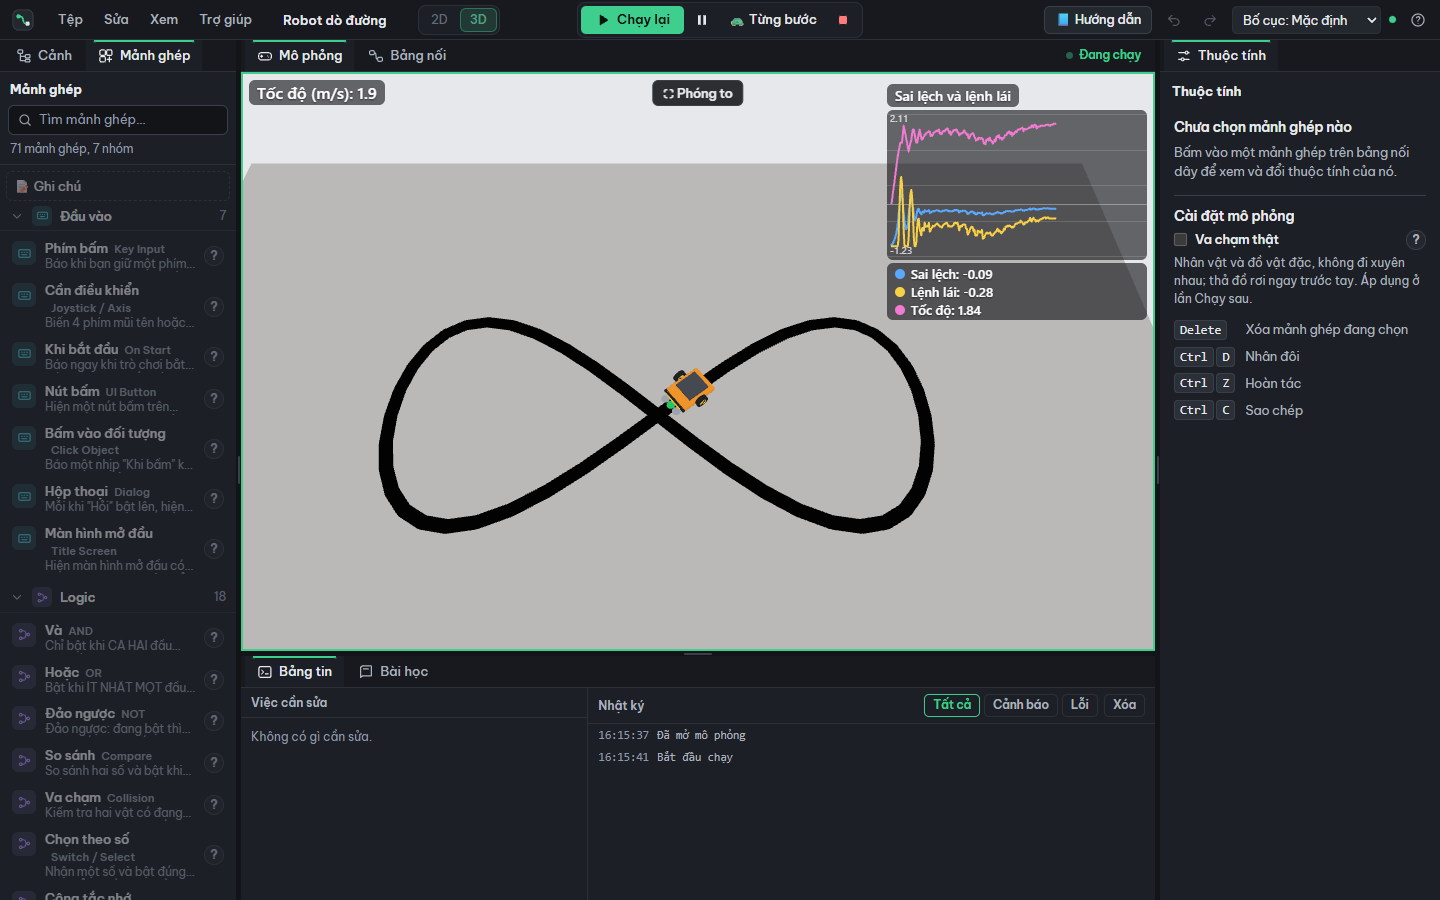 Tệp Sửa Xem Trợ giúp Robot dò đường 2D 3D Chạy lại Từng bước Hướng dẫn Bố cục: Mặc định
Cảnh Mảnh ghép
Mảnh ghép
Tìm mảnh ghép...
71 mảnh ghép, 7 nhóm
Ghi chú
Đầu vào 7
Phím bấm Key Input
Báo khi bạn giữ một phím...
Cần điều khiển
Joystick / Axis
Biến 4 phím mũi tên hoặc...
Khi bắt đầu On Start
Báo ngay khi trò chơi bắt...
Nút bấm UI Button
Hiện một nút bấm trên...
Bấm vào đối tượng
Click Object
Báo một nhịp "Khi bấm" k...
Hộp thoại Dialog
Mỗi khi "Hỏi" bật lên, hiện...
Màn hình mở đầu
Title Screen
Hiện màn hình mở đầu có...
Logic 18
Và AND
Chỉ bật khi CẢ HAI đầu...
Hoặc OR
Bật khi ÍT NHẤT MỘT đầu...
Đảo ngược NOT
Đảo ngược: đang bật thì...
So sánh Compare
So sánh hai số và bật khi...
Va chạm Collision
Kiểm tra hai vật có đang...
Chọn theo số
Switch / Select
Nhận một số và bật đúng...
Công tắc nhớ
Mô phỏng Bảng nối Đang chạy
Tốc độ (m/s): 1.9
Phóng to
Sai lệch và lệnh lái
2.11
-1.23
Sai lệch: -0.09
Lệnh lái: -0.28
Tốc độ: 1.84
Bảng tin Bài học
Việc cần sửa
Không có gì cần sửa.
Nhật ký Tất cả Cảnh báo Lỗi Xóa
16:15:37 Đã mở mô phỏng
16:15:41 Bắt đầu chạy
Thuộc tính
Thuộc tính
Chưa chọn mảnh ghép nào
Bấm vào một mảnh ghép trên bảng nối
dây để xem và đổi thuộc tính của nó.
Cài đặt mô phỏng
Va chạm thật ?
Nhân vật và đồ vật đặc, không đi xuyên
nhau; thả đồ rơi ngay trước tay. Áp dụng ở
lần Chạy sau.
Delete Xóa mảnh ghép đang chọn
Ctrl D Nhân đôi
Ctrl Z Hoàn tác
Ctrl C Sao chép